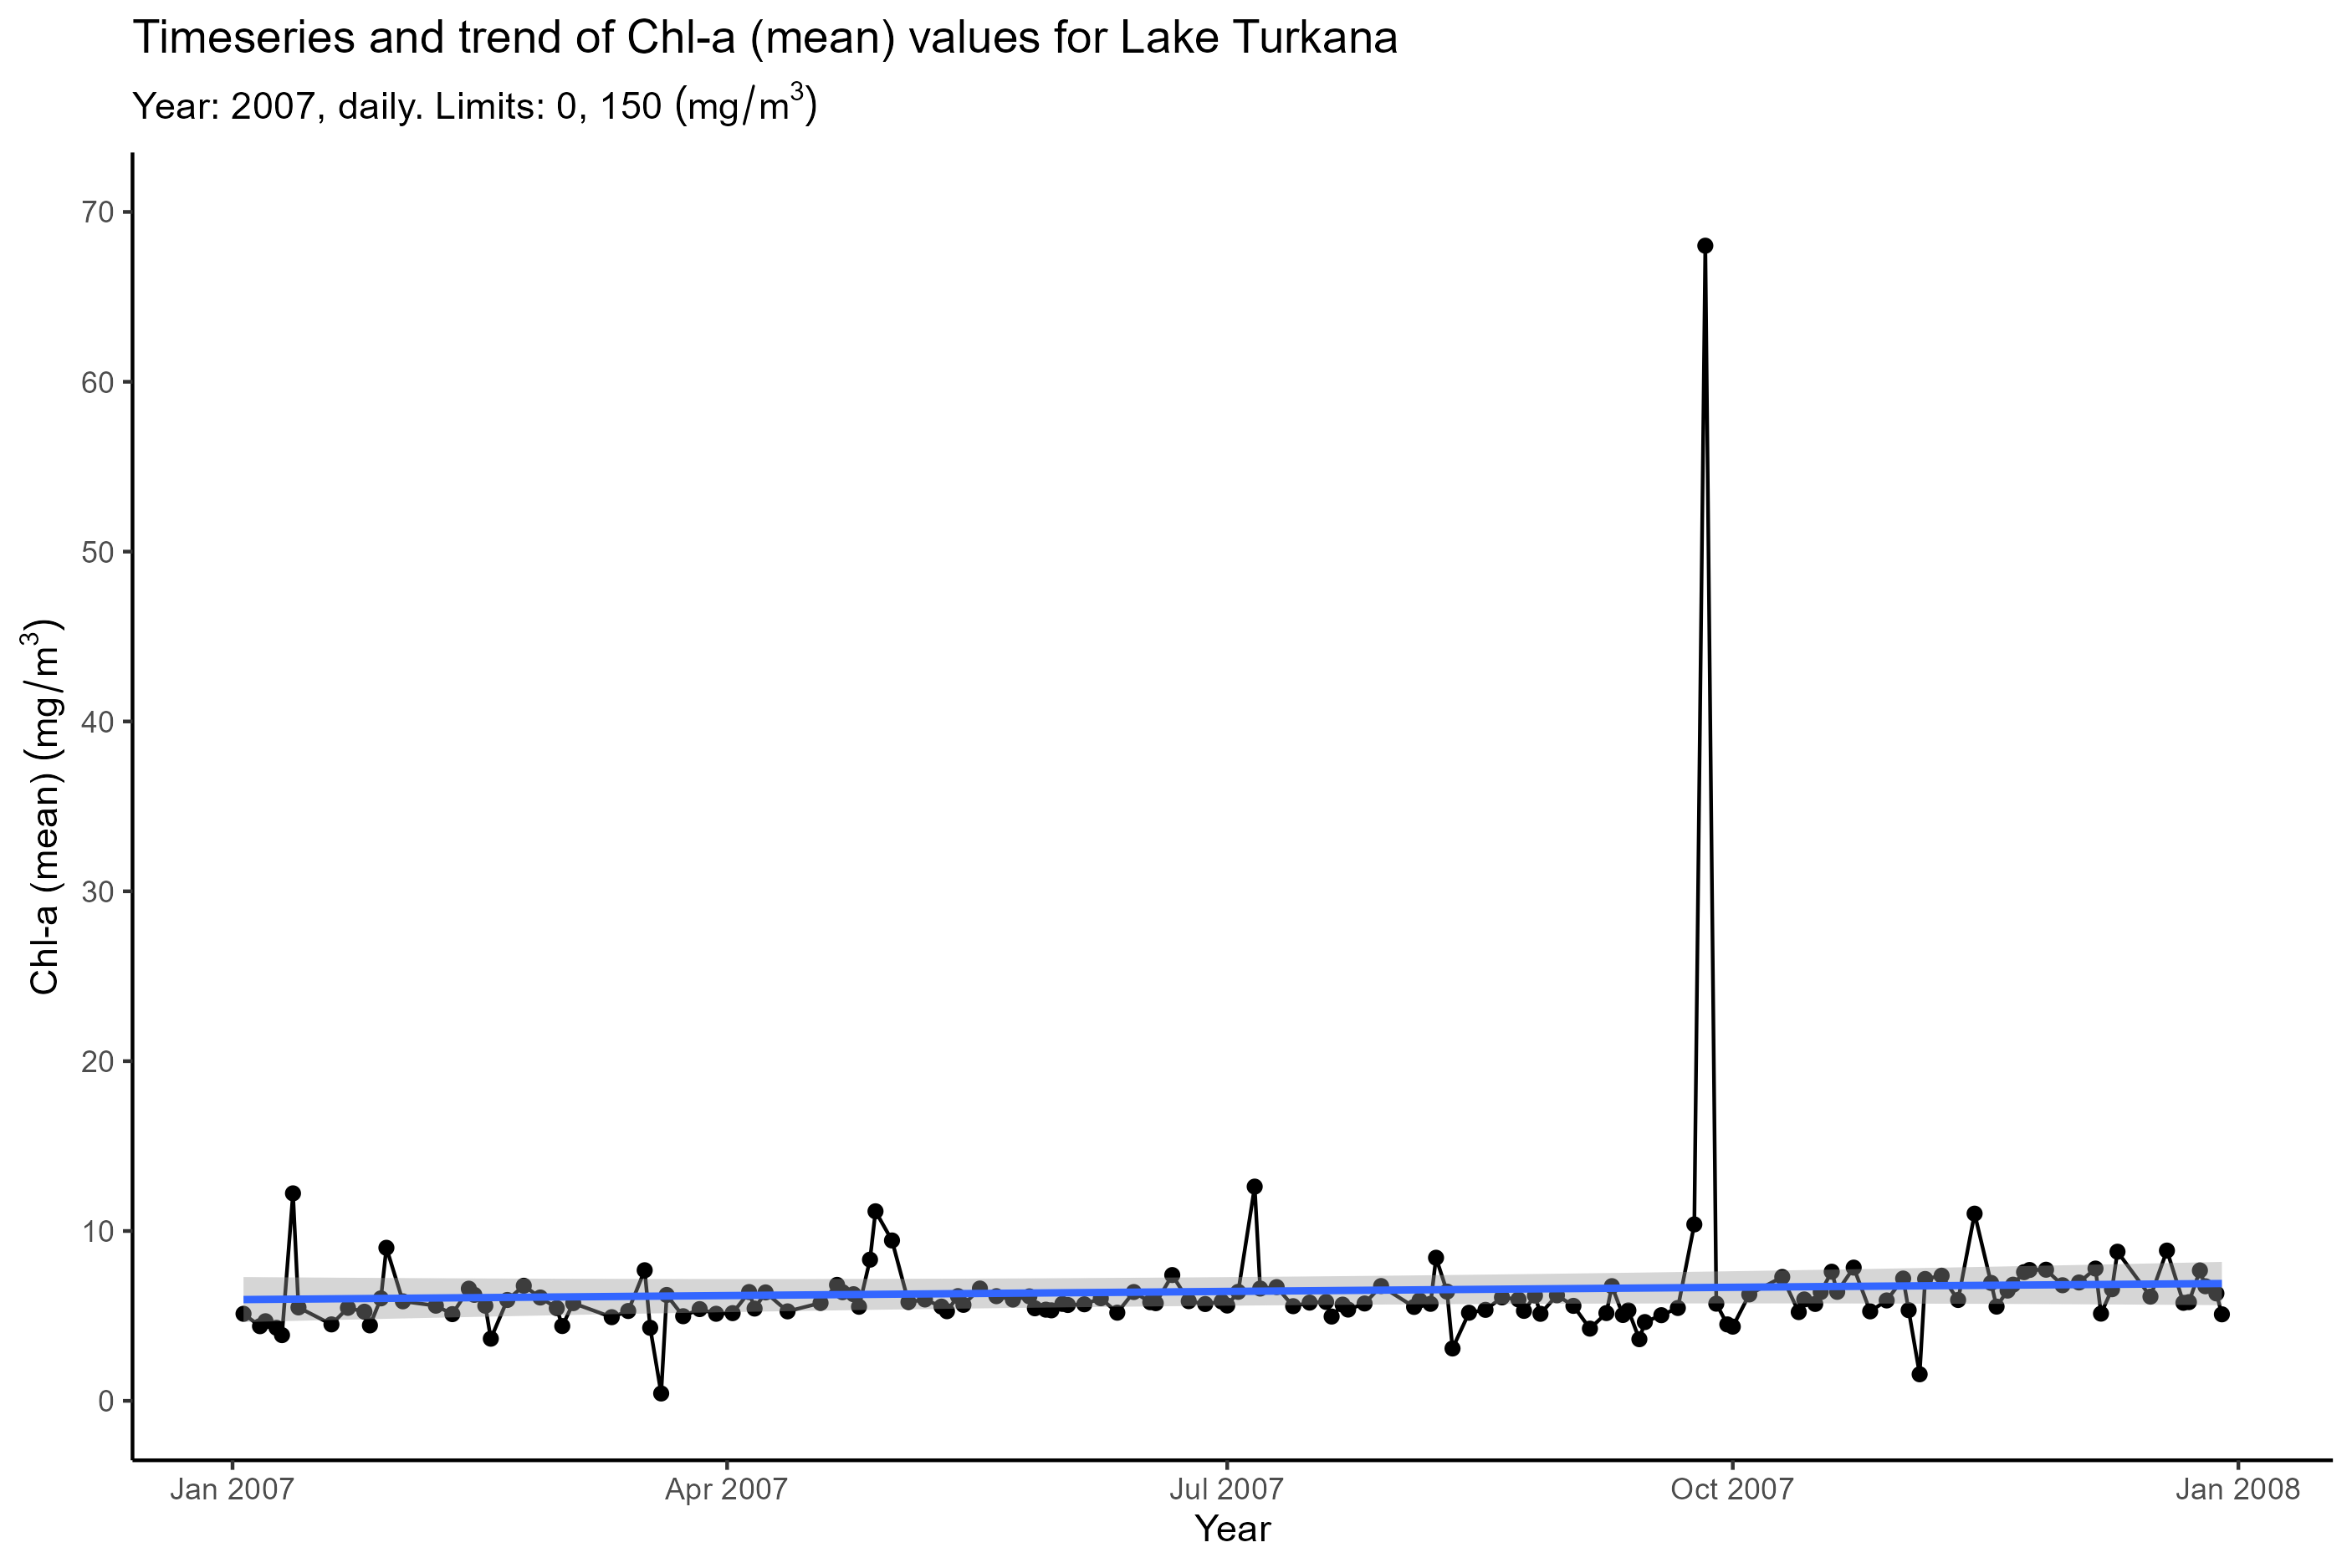 Timeseries and trend of Chl-a (mean) values for Lake Turkana
Year: 2007, daily. Limits: 0, 150 (mg/m³)
Chl-a (mean) (mg/m³)
70
60
50
40
30
20
10
0
Jan 2007 Apr 2007 Jul 2007 Oct 2007 Jan 2008
Year